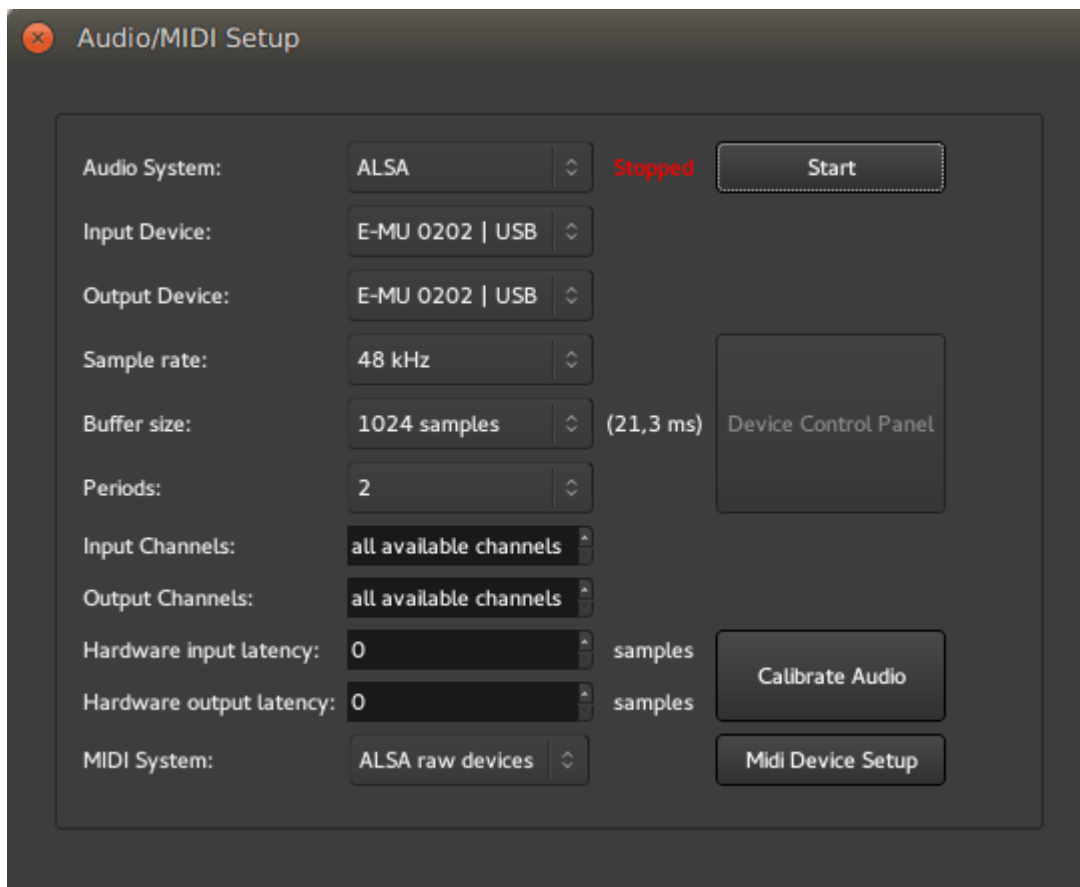 Audio/MIDI Setup
Audio System: ALSA Stopped Start
Input Device: E-MU 0202 | USB
Output Device: E-MU 0202 | USB
Sample rate: 48 kHz
Buffer size: 1024 samples (21,3 ms) Device Control Panel
Periods: 2
Input Channels: all available channels
Output Channels: all available channels
Hardware input latency: 0 samples
Calibrate Audio
Hardware output latency: 0 samples
MIDI System: ALSA raw devices Midi Device Setup